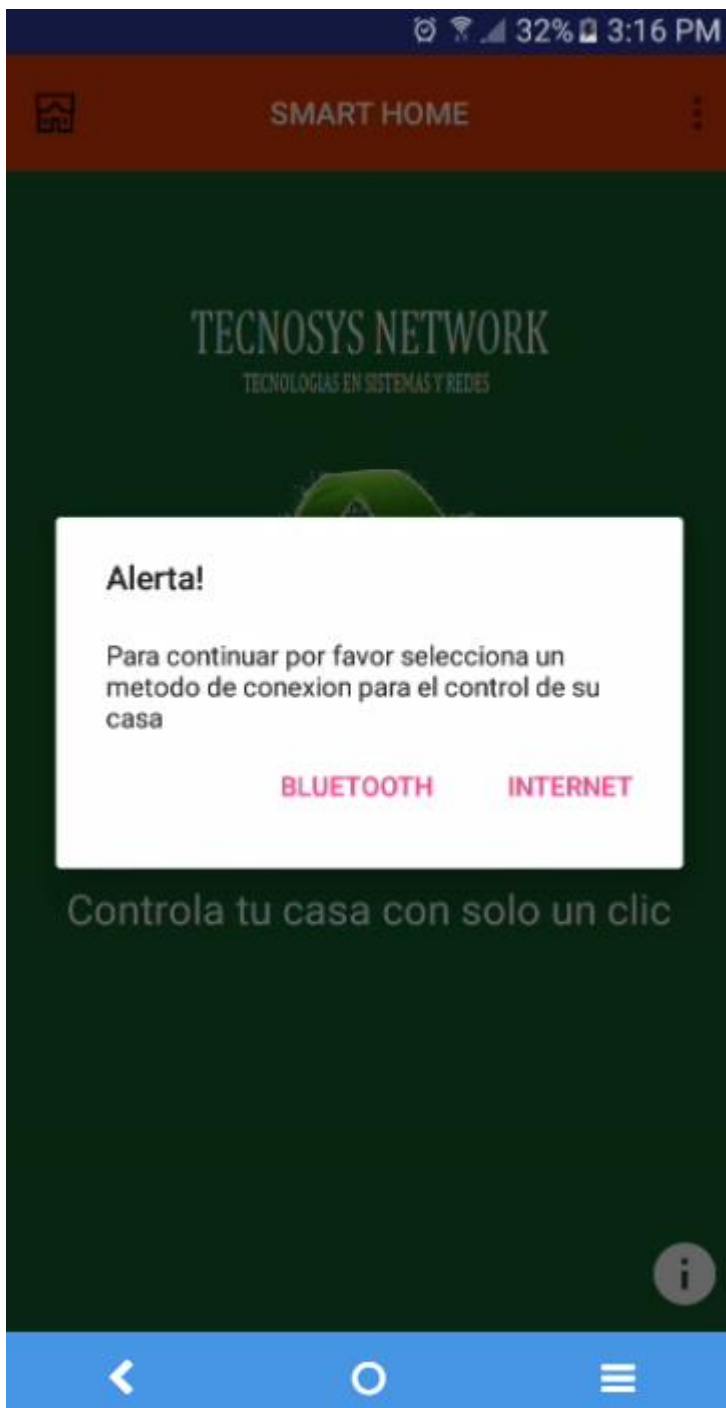 32% 3:16 PM
SMART HOME
TECNOSYS NETWORK
TECNOLOGIAS EN SISTEMAS Y REDES
Alerta!
Para continuar por favor selecciona un
metodo de conexion para el control de su
casa
BLUETOOTH INTERNET
Controla tu casa con solo un clic
i